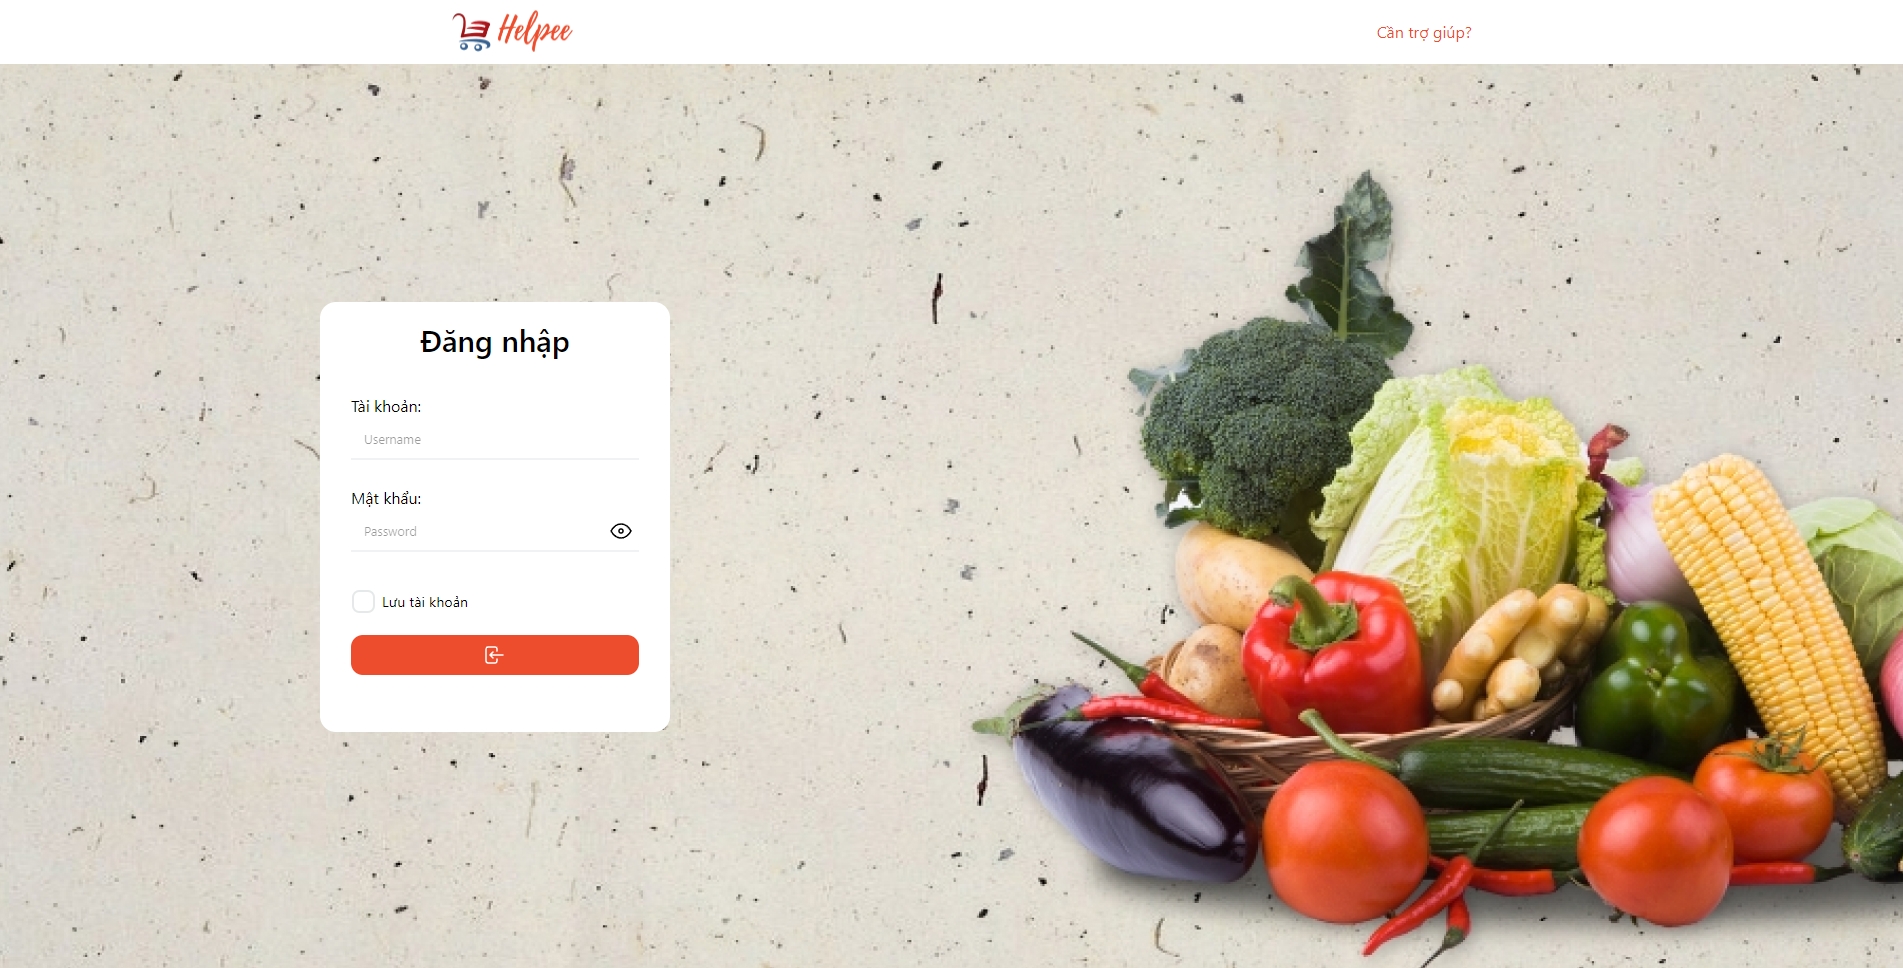 Helpee
Cần trợ giúp?
Đăng nhập
Tài khoản:
Username
Mật khẩu:
Password
Lưu tài khoản